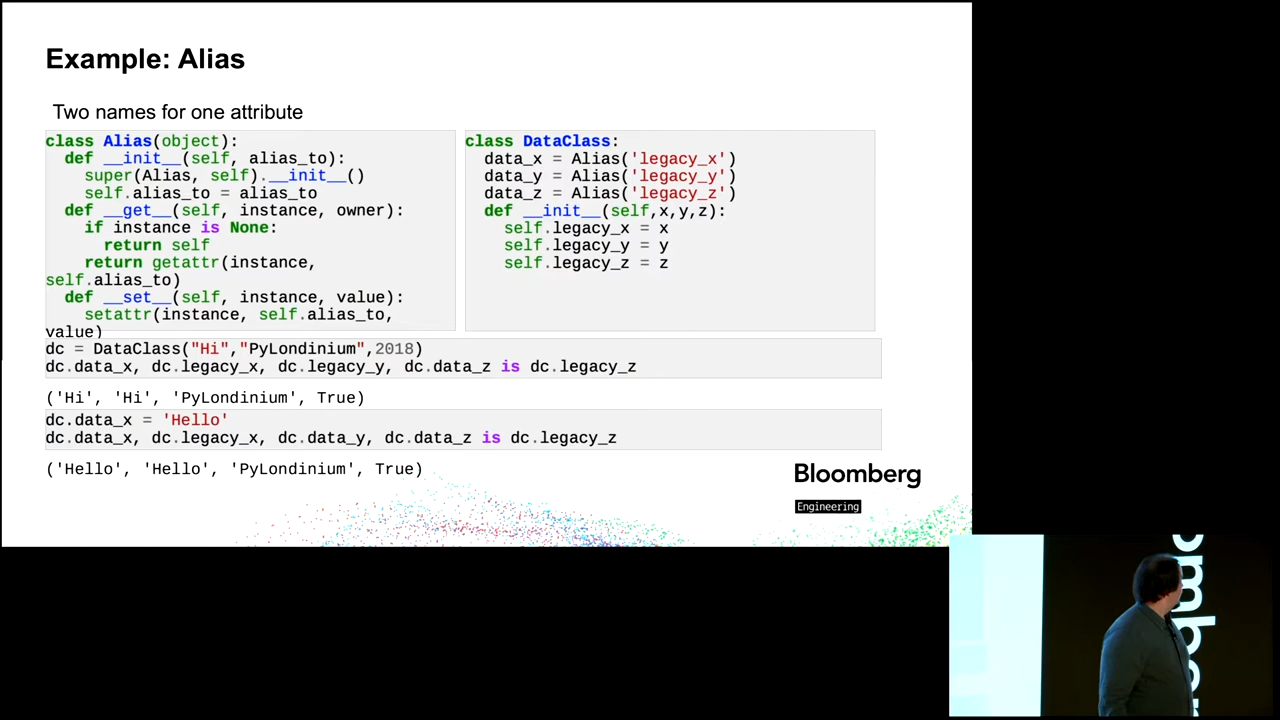 Example: Alias
Two names for one attribute
class Alias(object):
  def __init__(self, alias_to):
    super(Alias, self).__init__()
    self.alias_to = alias_to
  def __get__(self, instance, owner):
    if instance is None:
      return self
    return getattr(instance,
self.alias_to)
  def __set__(self, instance, value):
    setattr(instance, self.alias_to,
value)
class DataClass:
  data_x = Alias('legacy_x')
  data_y = Alias('legacy_y')
  data_z = Alias('legacy_z')
  def __init__(self,x,y,z):
    self.legacy_x = x
    self.legacy_y = y
    self.legacy_z = z
dc = DataClass("Hi","PyLondinium",2018)
dc.data_x, dc.legacy_x, dc.legacy_y, dc.data_z is dc.legacy_z
('Hi', 'Hi', 'PyLondinium', True)
dc.data_x = 'Hello'
dc.data_x, dc.legacy_x, dc.data_y, dc.data_z is dc.legacy_z
('Hello', 'Hello', 'PyLondinium', True)
Bloomberg
Engineering
omber